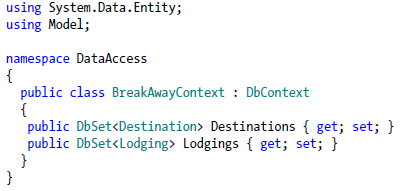 using System.Data.Entity;
using Model;
namespace DataAccess
{
public class BreakAwayContext : DbContext
{
public DbSet<Destination> Destinations { get; set; }
public DbSet<Lodging> Lodgings { get; set; }
}
}